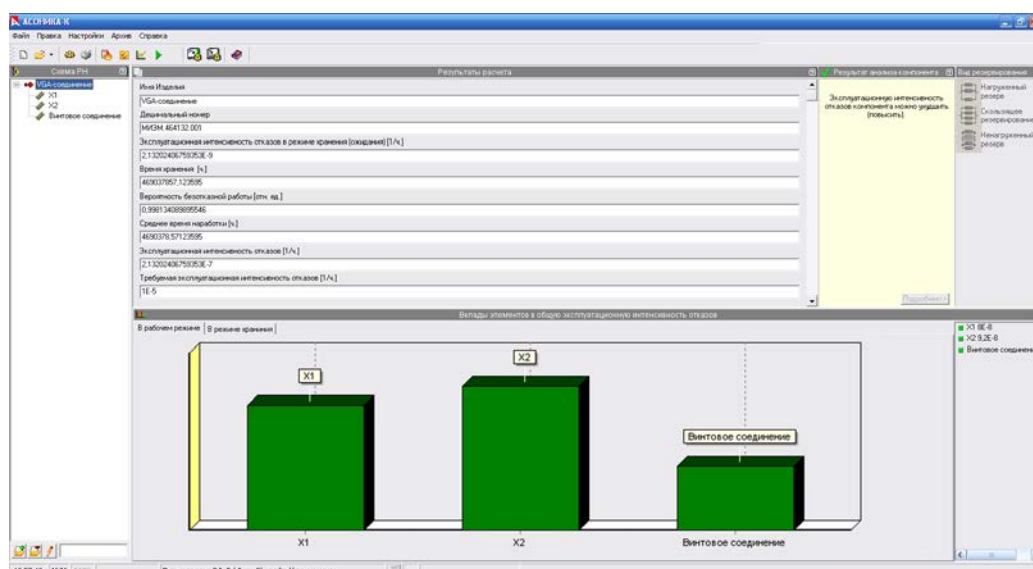 АСОНИКА-К
Файл Правка Настройки Архив Справка
Схема РН
VGA-соединение
X1
X2
Винтовое соединение
Результаты расчета
Имя Изделия
VGA-соединение
Децимальный номер
МИЭМ.464132.001
Эксплуатационная интенсивность отказов в режиме хранения (ожидания) [1/ч.]
2,13202406759353E-9
Время хранения [ч.]
469037857,123595
Вероятность безотказной работы [отн. ед.]
0,998134089895546
Среднее время наработки [ч.]
4690378,57123595
Эксплуатационная интенсивность отказов [1/ч.]
2,13202406759353E-7
Требуемая эксплуатационная интенсивность отказов [1/ч.]
1E-5
Результат анализа компонента
Эксплуатационную интенсивность
отказов компонента можно ухудшить
(повысить).
Подробнее>>
Вид резервирования
Нагруженный
резерв
Скользящее
резервирование
Ненагруженный
резерв
Вклады элементов в общую эксплуатационную интенсивность отказов
В рабочем режиме В режиме хранения
X1
X2
Винтовое соединение
X1
X2
Винтовое соединение
X1 8E-8
X2 9,2E-8
Винтовое соединени